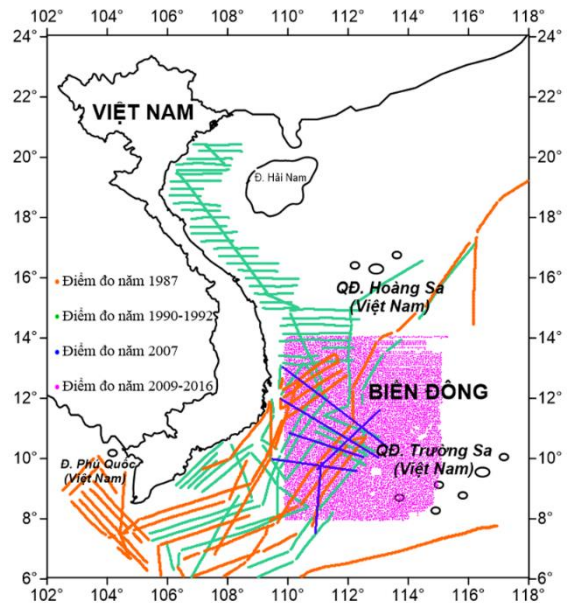 102° 104° 106° 108° 110° 112° 114° 116° 118°
24° 24°
22° 22°
VIỆT NAM
20° 20°
Đ. Hải Nam
18° 18°
16° 16°
Điểm đo năm 1987
QĐ. Hoàng Sa
(Việt Nam)
Điểm đo năm 1990-1992
14° 14°
Điểm đo năm 2007
Điểm đo năm 2009-2016
12° 12°
BIỂN ĐÔNG
10° 10°
Đ. Phú Quốc
(Việt Nam)
QĐ. Trường Sa
(Việt Nam)
8° 8°
6° 6°
102° 104° 106° 108° 110° 112° 114° 116° 118°